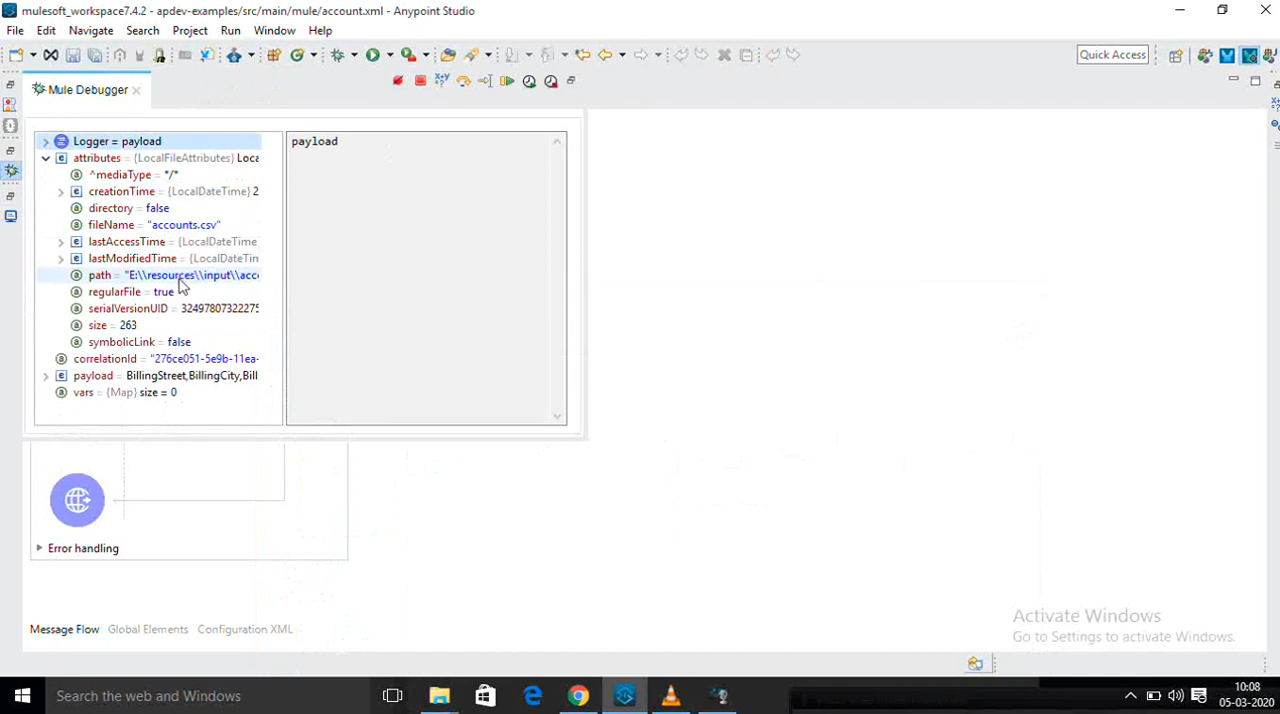 mulesoft_workspace7.4.2 - apdev-examples/src/main/mule/account.xml - Anypoint Studio
File Edit Navigate Search Project Run Window Help
Quick Access
Mule Debugger
Logger = payload
attributes = {LocalFileAttributes} Loca
^mediaType = */*
creationTime = {LocalDateTime} 2
directory = false
fileName = "accounts.csv"
lastAccessTime = {LocalDateTime
lastModifiedTime = {LocalDateTim
path = "E:\\resources\\input\\acco
regularFile = true
serialVersionUID = 32497807322275
size = 263
symbolicLink = false
correlationId = "276ce051-5e9b-11ea-
payload = BillingStreet,BillingCity,Bill
vars = {Map} size = 0
payload
Error handling
Message Flow Global Elements Configuration XML
Activate Windows
Go to Settings to activate Windows.
Search the web and Windows
10:08
05-03-2020